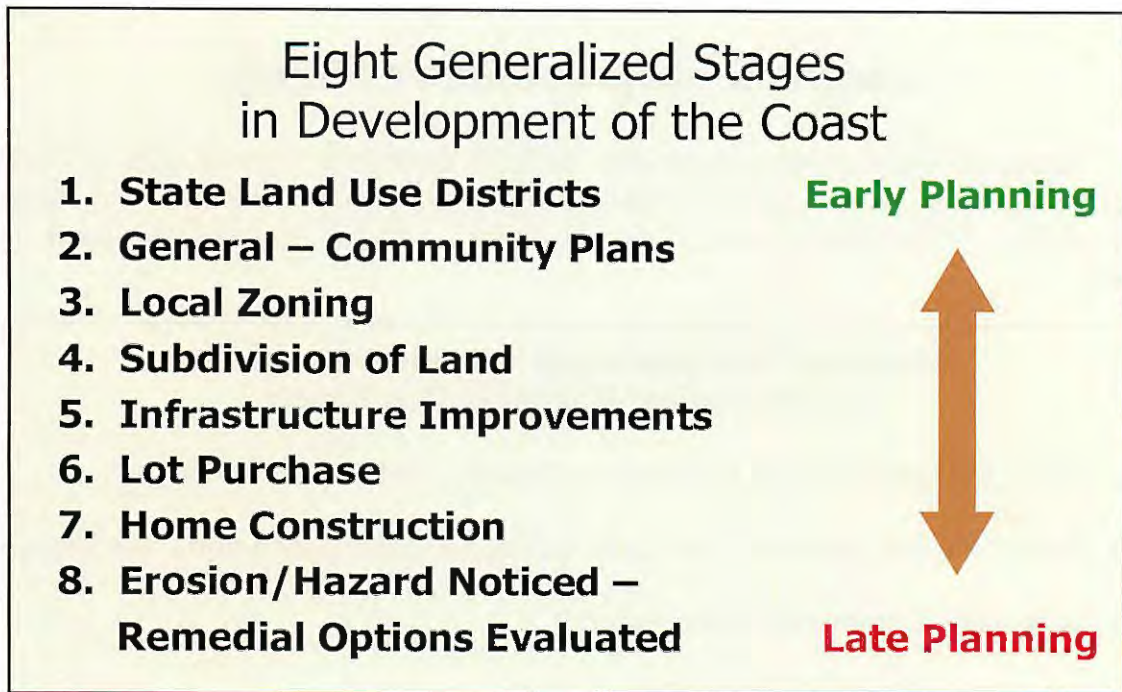 Eight Generalized Stages
in Development of the Coast
1. State Land Use Districts
Early Planning
2. General – Community Plans
3. Local Zoning
4. Subdivision of Land
5. Infrastructure Improvements
6. Lot Purchase
7. Home Construction
8. Erosion/Hazard Noticed –
Remedial Options Evaluated
Late Planning